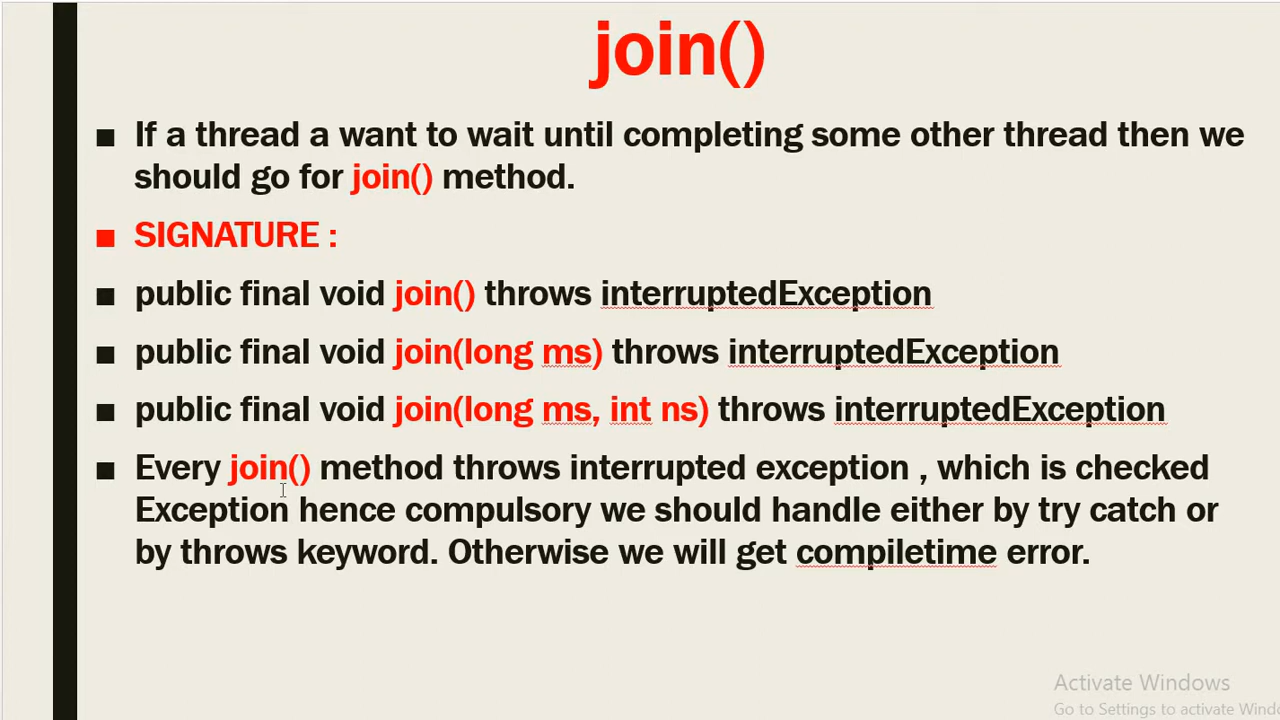 join()
If a thread a want to wait until completing some other thread then we
should go for join() method.
SIGNATURE :
public final void join() throws interruptedException
public final void join(long ms) throws interruptedException
public final void join(long ms, int ns) throws interruptedException
Every join() method throws interrupted exception , which is checked
Exception hence compulsory we should handle either by try catch or
by throws keyword. Otherwise we will get compiletime error.
Activate Windows
Go to Settings to activate Wind